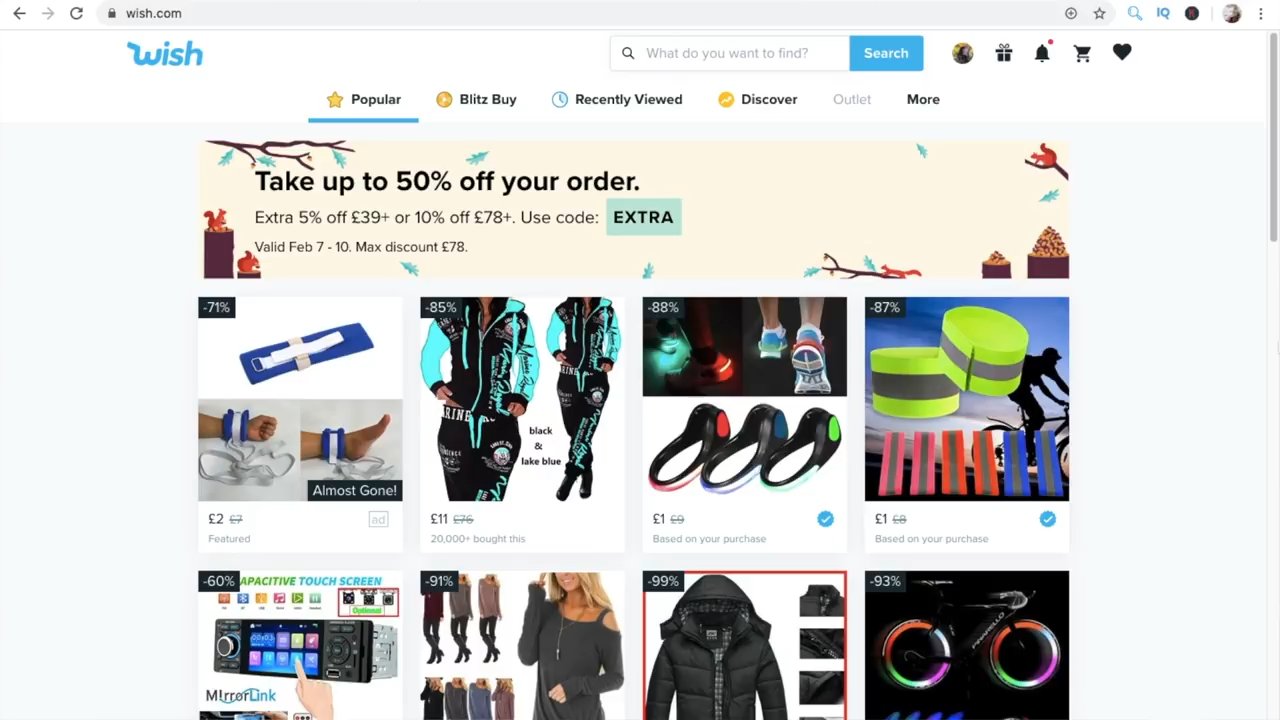 wish.com
IQ
wish
What do you want to find?
Search
Popular
Blitz Buy
Recently Viewed
Discover
Outlet
More
Take up to 50% off your order.
Extra 5% off £39+ or 10% off £78+. Use code: EXTRA
Valid Feb 7 - 10. Max discount £78.
-71%
-85%
-88%
-87%
black
&
lake blue
Almost Gone!
£2 £7
ad
£11 £76
£1 £9
£1 £8
Featured
20,000+ bought this
Based on your purchase
Based on your purchase
-60%
APACITIVE TOUCH SCREEN
Optional
MirrorLink
-91%
-99%
-93%
PINARELLO